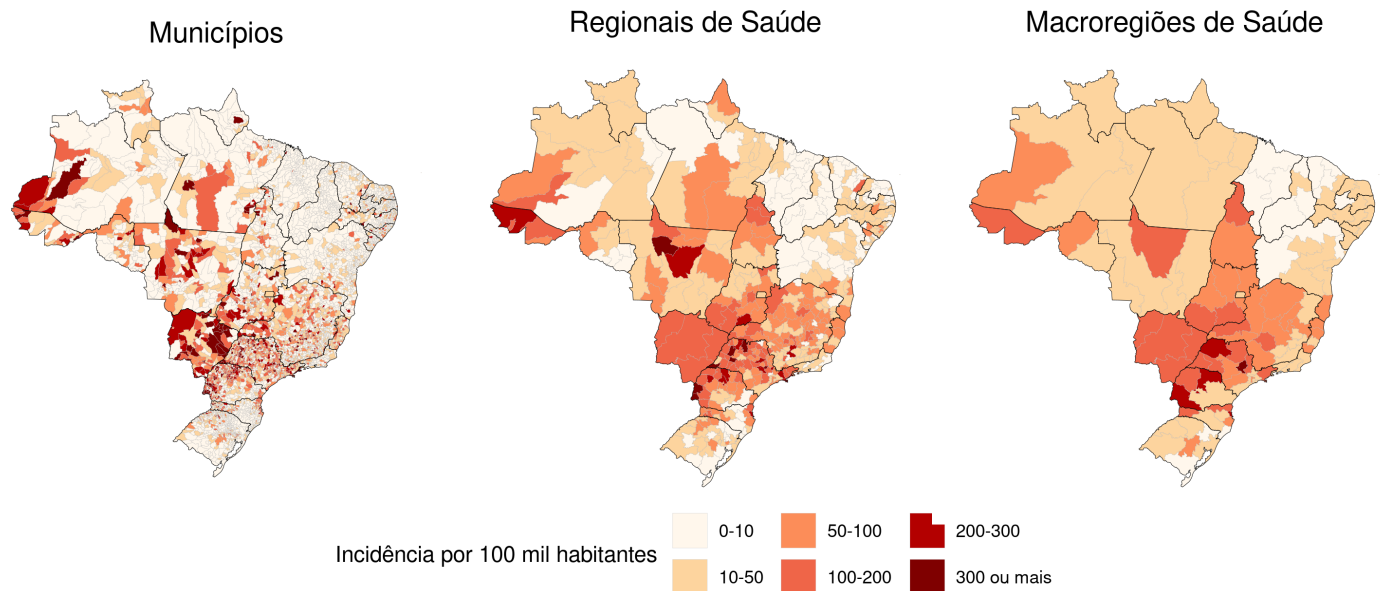 Municípios
Regionais de Saúde
Macroregiões de Saúde
Incidência por 100 mil habitantes
0-10
50-100
200-300
10-50
100-200
300 ou mais